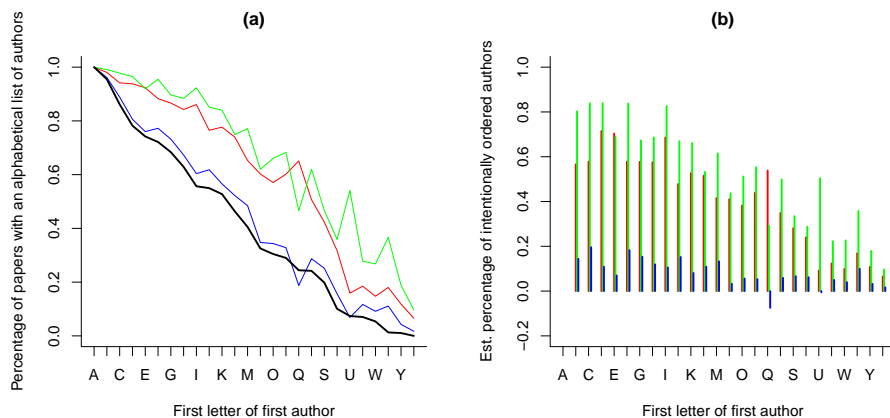 (a)
Percentage of papers with an alphabetical list of authors
1.0
0.8
0.6
0.4
0.2
0.0
A C E G I K M O Q S U W Y
First letter of first author
(b)
Est. percentage of intentionally ordered authors
1.0
0.8
0.6
0.4
0.2
0.0
−0.2
A C E G I K M O Q S U W Y
First letter of first author